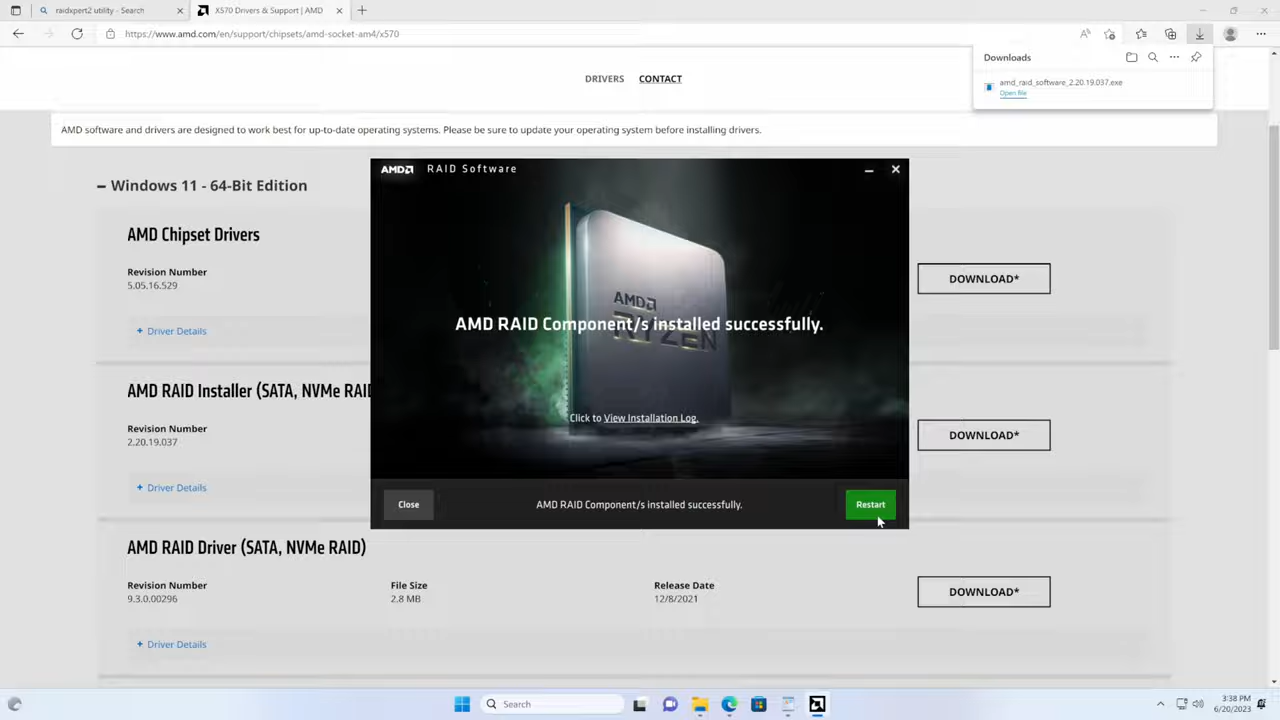 raidxpert2 utility - Search
X570 Drivers & Support | AMD
https://www.amd.com/en/support/chipsets/amd-socket-am4/x570
Downloads
amd_raid_software_2.20.19.037.exe
Open file
DRIVERS
CONTACT
AMD software and drivers are designed to work best for up-to-date operating systems. Please be sure to update your operating system before installing drivers.
Windows 11 - 64-Bit Edition
AMD Chipset Drivers
Revision Number
5.05.16.529
DOWNLOAD*
+ Driver Details
AMD RAID Installer (SATA, NVMe RAID
Revision Number
2.20.19.037
DOWNLOAD*
+ Driver Details
AMD RAID Software
AMD
RYZEN
AMD RAID Component/s installed successfully.
Click to View Installation Log.
Close
AMD RAID Component/s installed successfully.
Restart
AMD RAID Driver (SATA, NVMe RAID)
Revision Number
9.3.0.00296
File Size
2.8 MB
Release Date
12/8/2021
DOWNLOAD*
+ Driver Details
Search
3:38 PM
6/20/2023